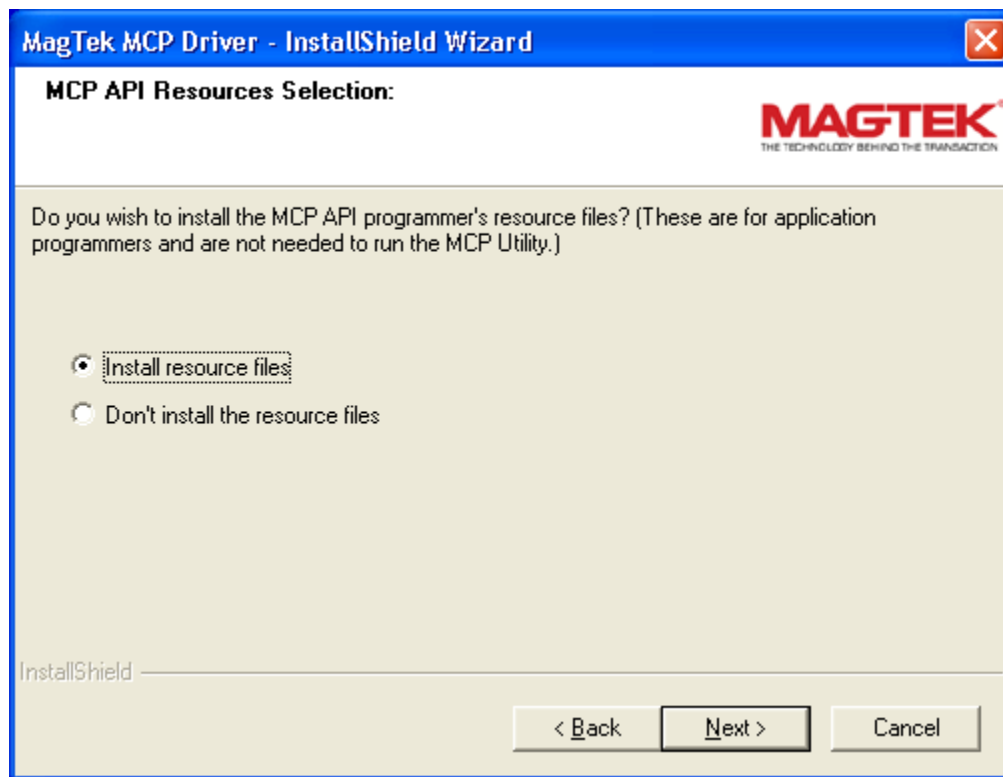 MagTek MCP Driver - InstallShield Wizard
MCP API Resources Selection:
MAGTEK®
THE TECHNOLOGY BEHIND THE TRANSACTION
Do you wish to install the MCP API programmer's resource files? (These are for application
programmers and are not needed to run the MCP Utility.)
Install resource files
Don't install the resource files
InstallShield
< Back Next > Cancel